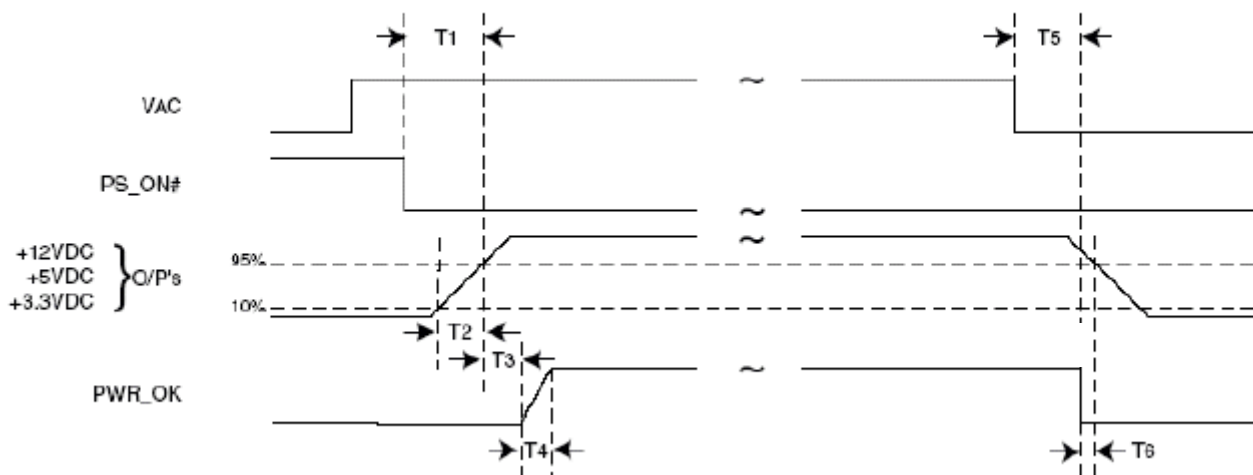 T1
T5
VAC
PS_ON#
+12VDC
+5VDC
+3.3VDC
} O/P's
95%
10%
T2
T3
PWR_OK
T4
T6